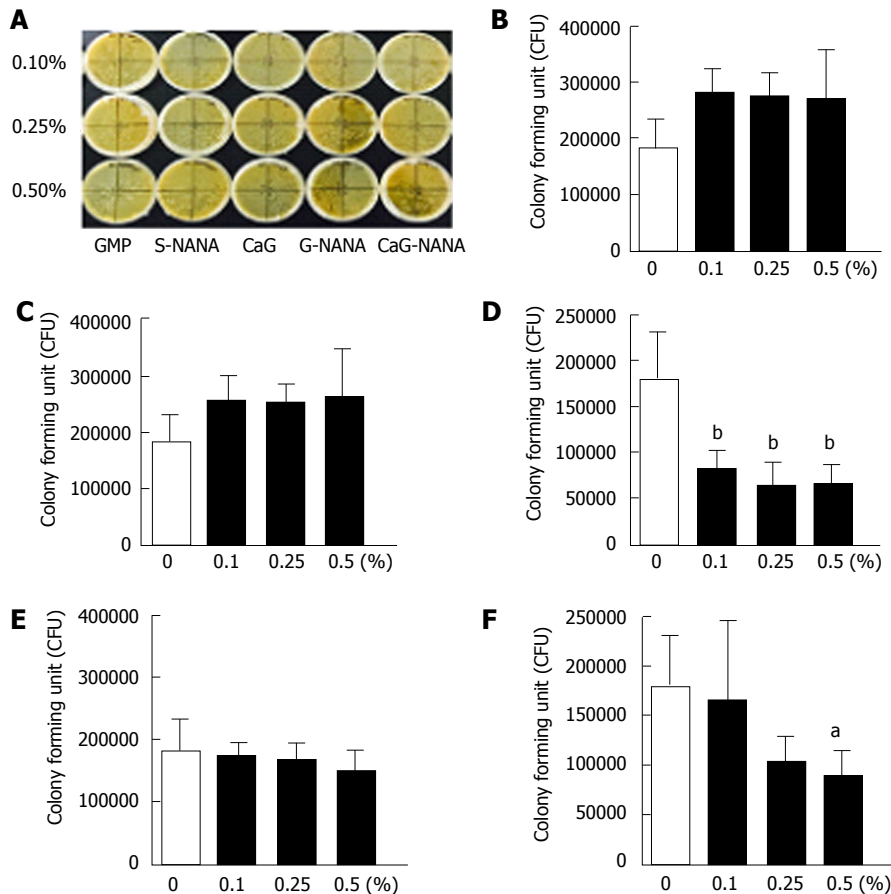 A
0.10%
0.25%
0.50%
GMP S-NANA CaG G-NANA CaG-NANA
B
Colony forming unit (CFU)
400000
300000
200000
100000
0
0 0.1 0.25 0.5 (%)
C
Colony forming unit (CFU)
400000
300000
200000
100000
0
0 0.1 0.25 0.5 (%)
D
Colony forming unit (CFU)
250000
200000
150000
100000
50000
0
b b b
0 0.1 0.25 0.5 (%)
E
Colony forming unit (CFU)
400000
300000
200000
100000
0
0 0.1 0.25 0.5 (%)
F
Colony forming unit (CFU)
250000
200000
150000
100000
50000
0
a
0 0.1 0.25 0.5 (%)